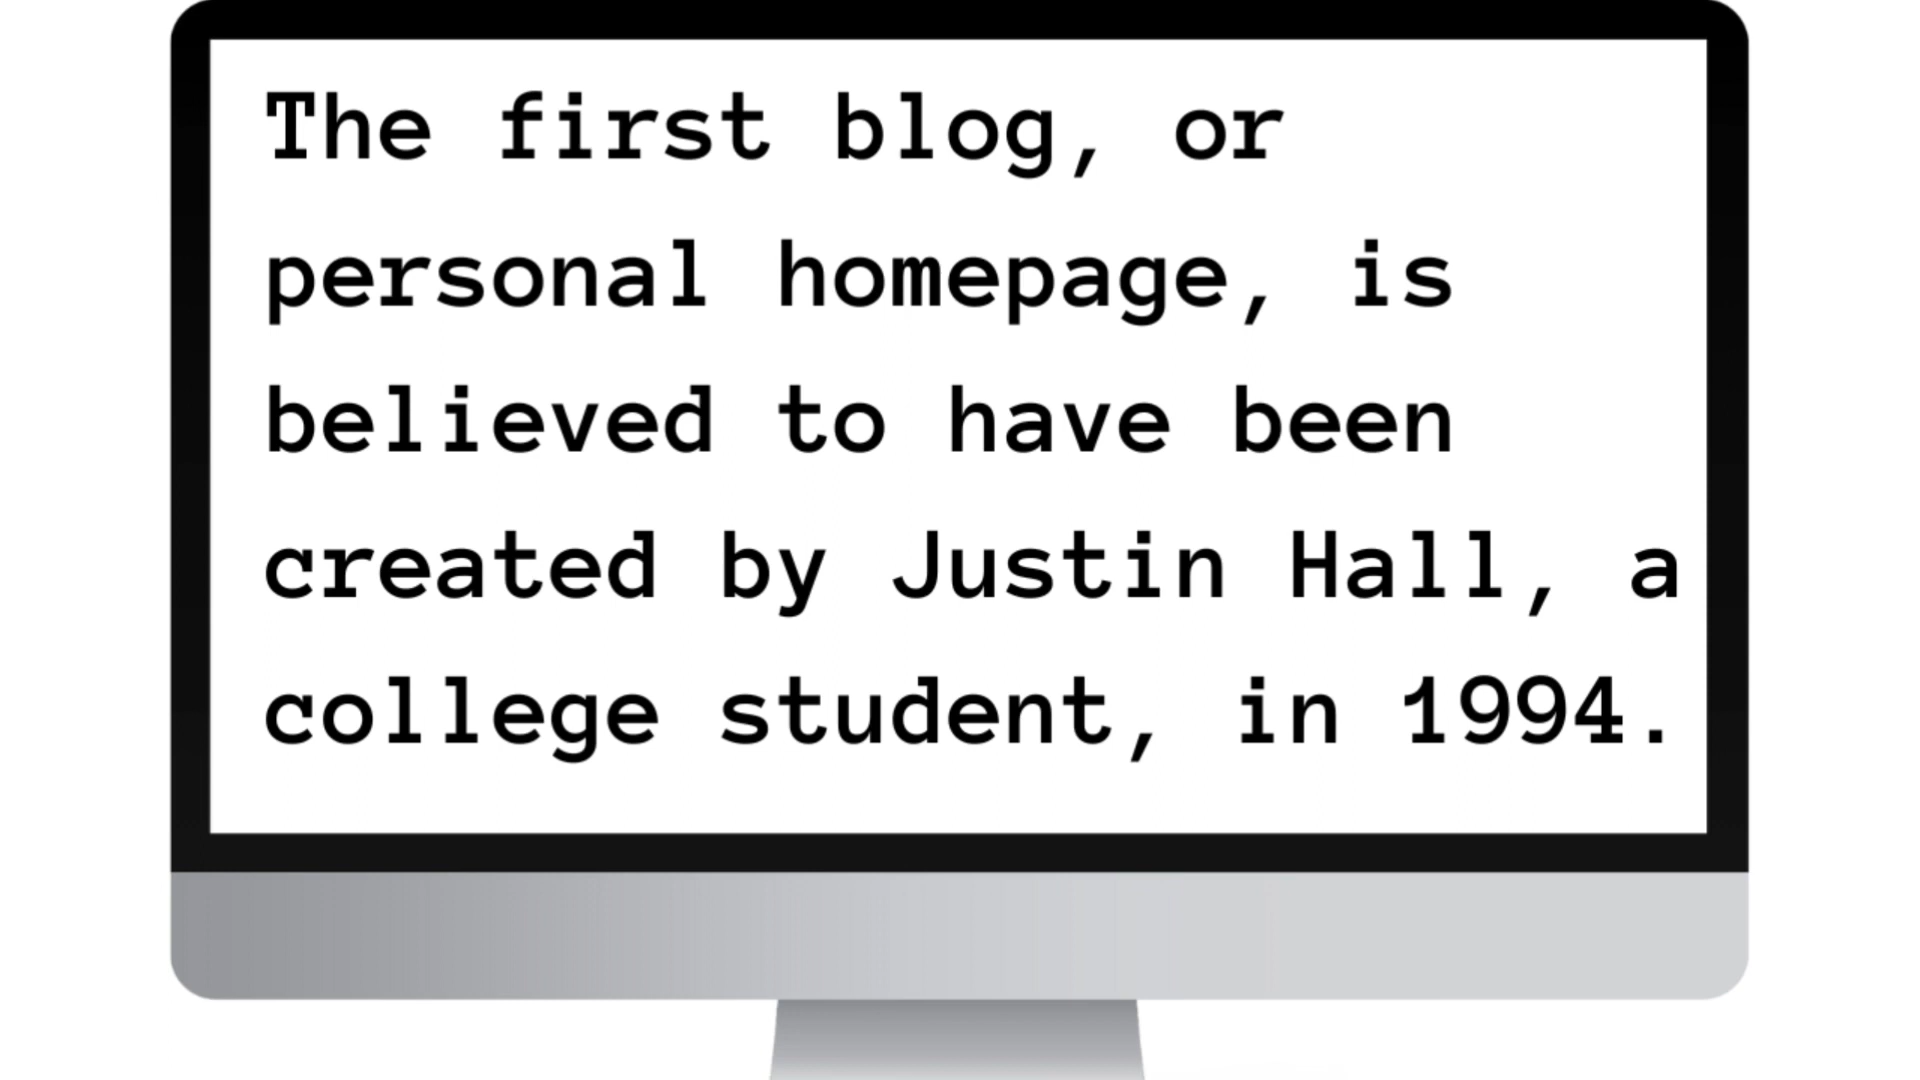 The first blog, or
personal homepage, is
believed to have been
created by Justin Hall, a
college student, in 1994.